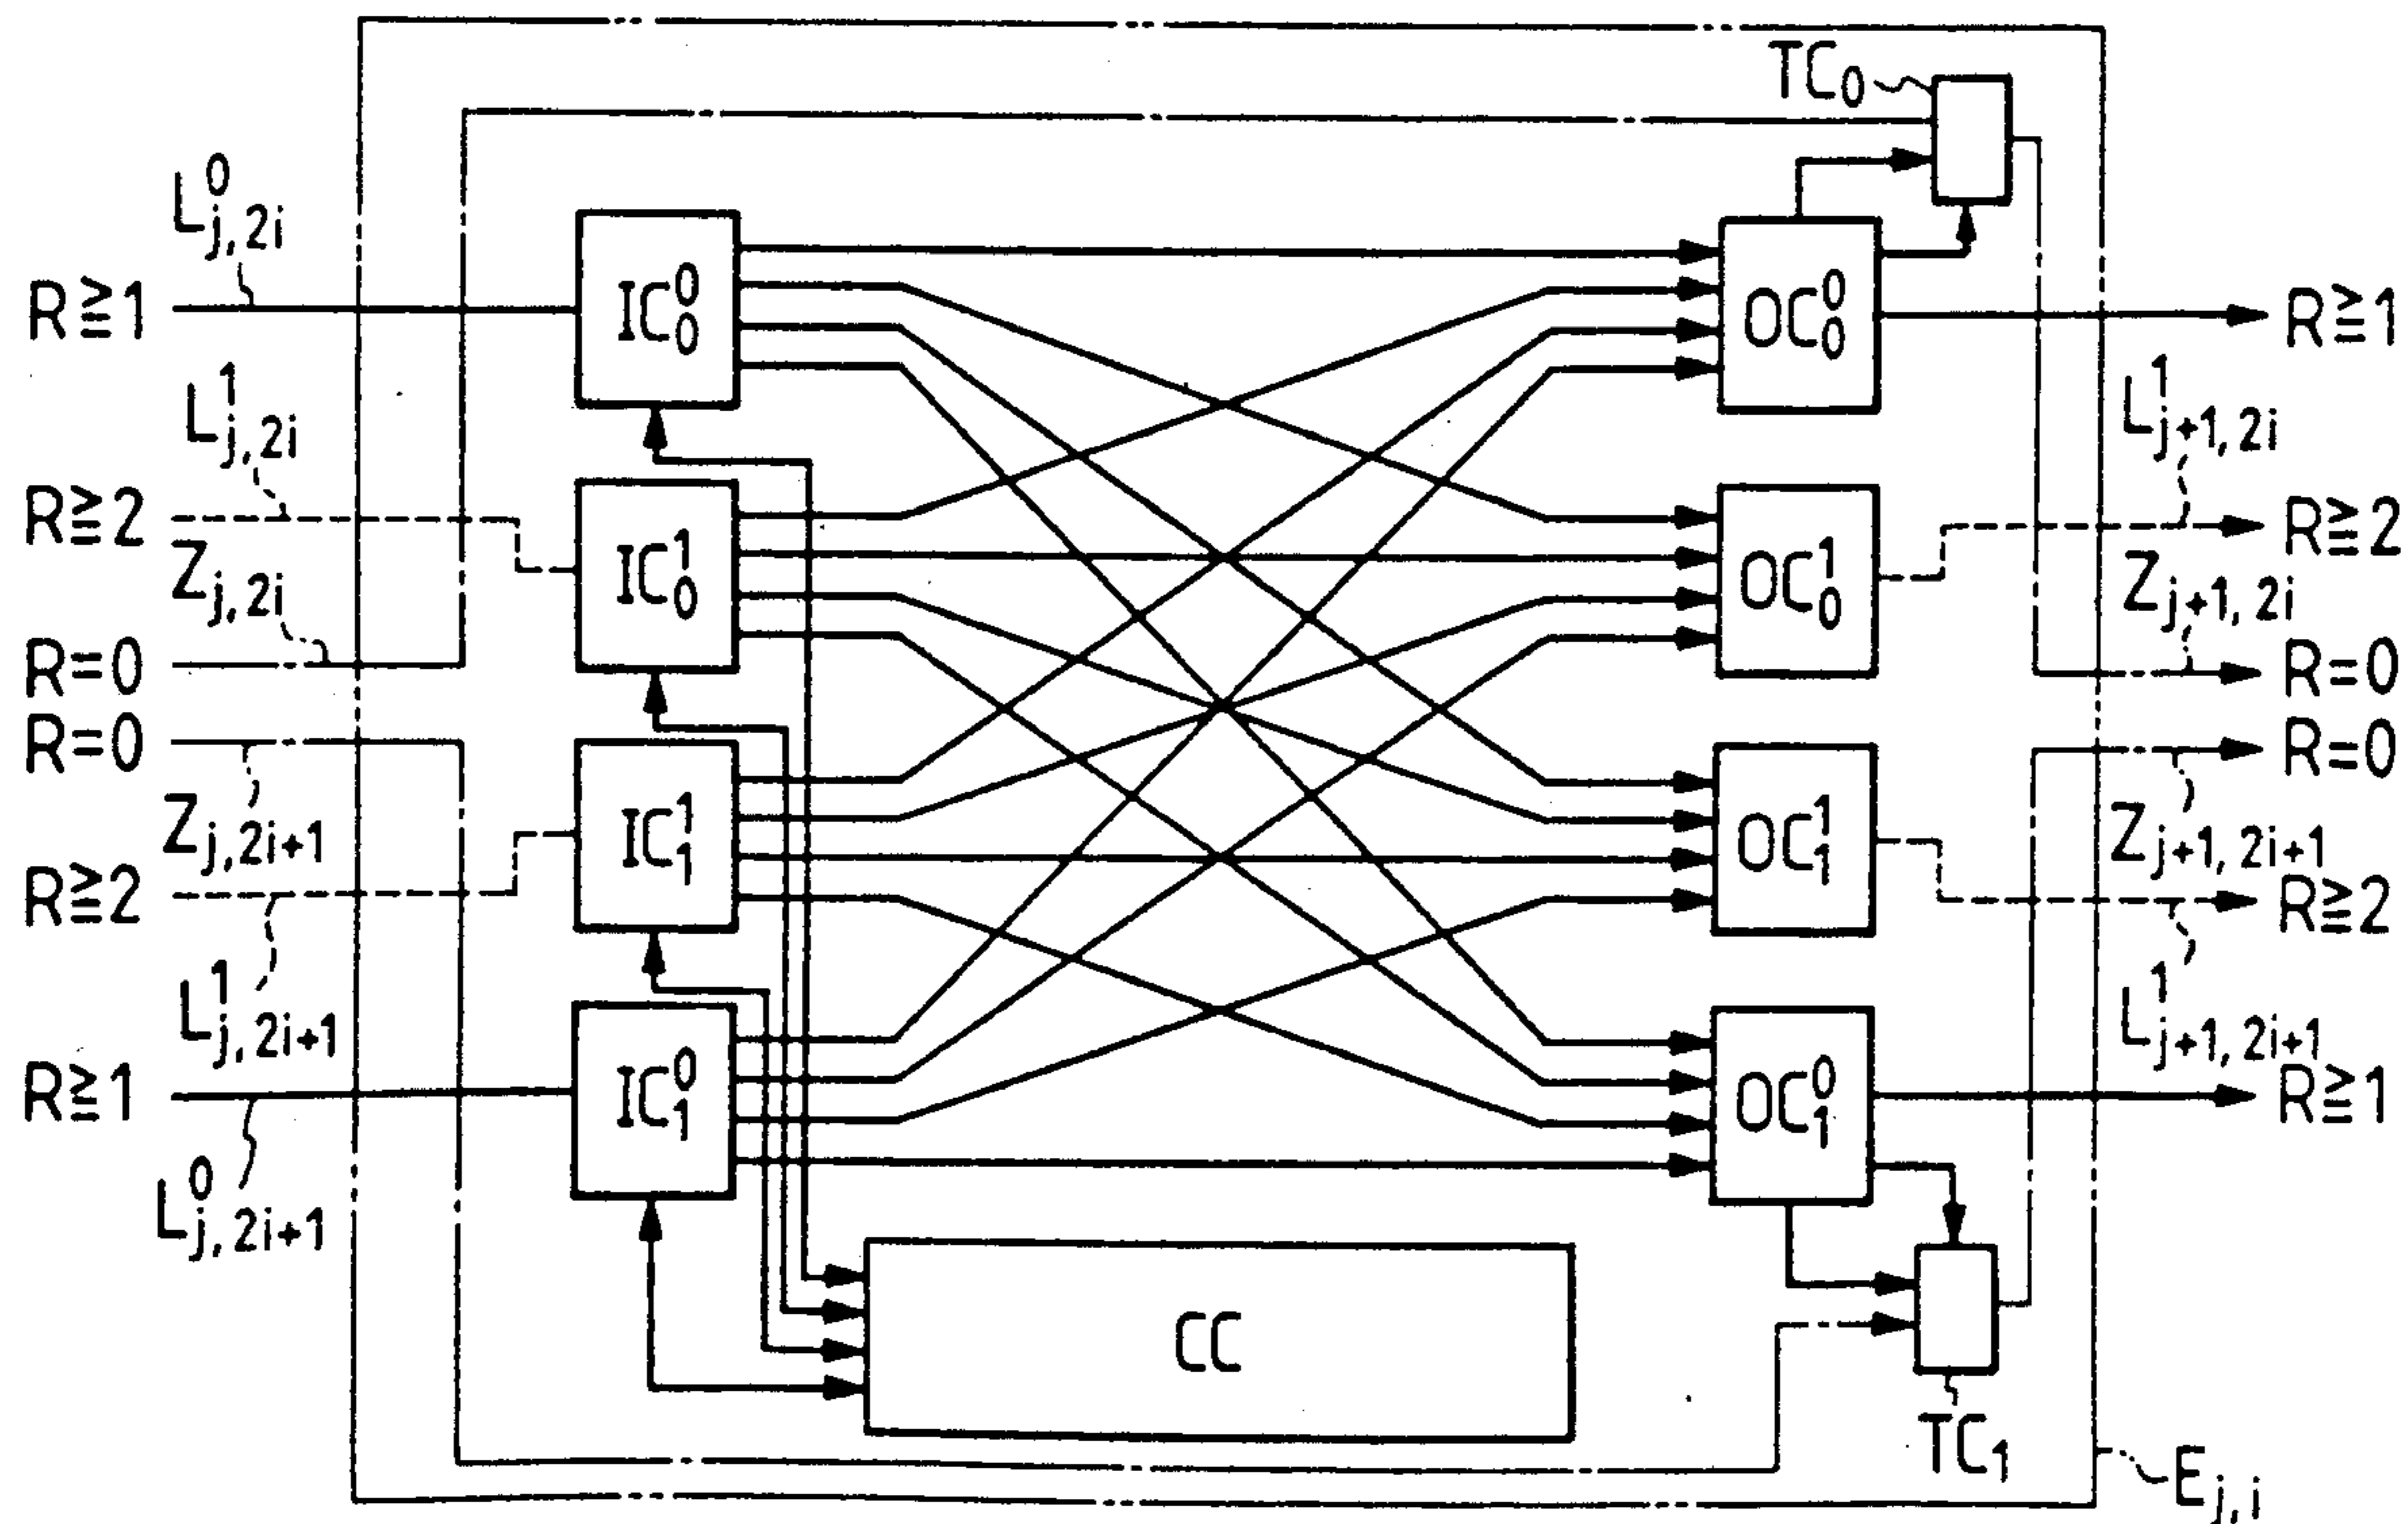 TC₀
L⁰j,2i
R≧1
IC⁰₀
OC⁰₀
R≧1
L¹j,2i
L¹j+1,2i
R≧2
IC¹₀
OC¹₀
R≧2
Zj,2i
Zj+1,2i
R=0
R=0
R=0
R=0
Zj,2i+1
IC¹₁
OC¹₁
Zj+1,2i+1
R≧2
R≧2
L¹j,2i+1
L¹j+1,2i+1
R≧1
IC⁰₁
OC⁰₁
R≧1
L⁰j,2i+1
CC
TC₁
Ej,i